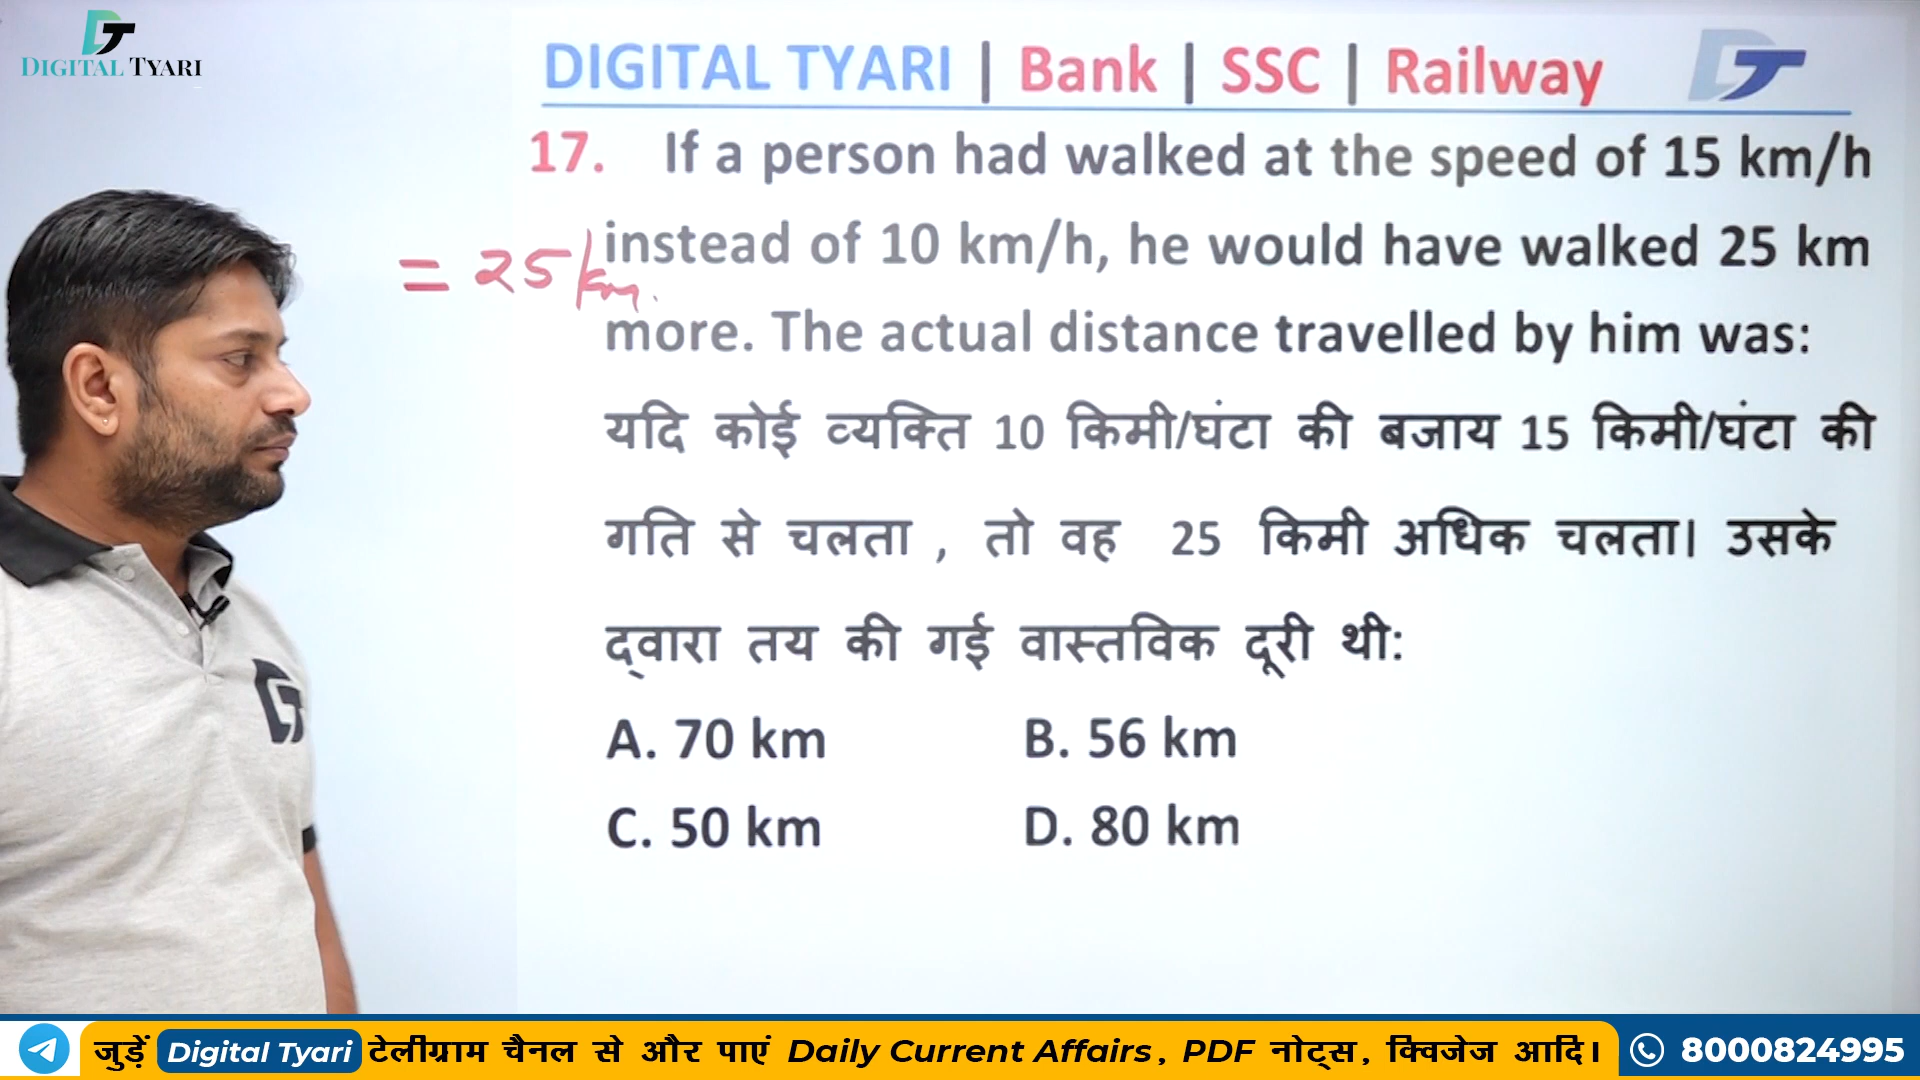 DIGITAL TYARI
DIGITAL TYARI | Bank | SSC | Railway
17. If a person had walked at the speed of 15 km/h
instead of 10 km/h, he would have walked 25 km
= 25 km.
more. The actual distance travelled by him was:
यदि कोई व्यक्ति 10 किमी/घंटा की बजाय 15 किमी/घंटा की
गति से चलता , तो वह 25 किमी अधिक चलता। उसके
द्वारा तय की गई वास्तविक दूरी थी:
A. 70 km B. 56 km
C. 50 km D. 80 km
जुड़ें Digital Tyari टेलीग्राम चैनल से और पाएं Daily Current Affairs, PDF नोट्स, क्विजेज आदि। 8000824995